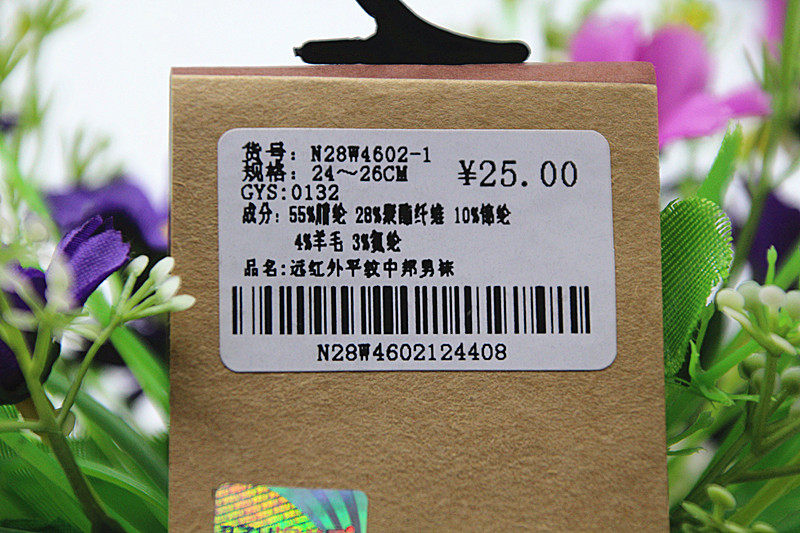 货号: N28W4602-1
规格: 24～26CM
¥25.00
GYS:0132
成分: 55%腈纶 28%聚酯纤维 10%锦纶
4%羊毛 3%氨纶
品名:远红外平纹中邦男袜
N28W4602124408